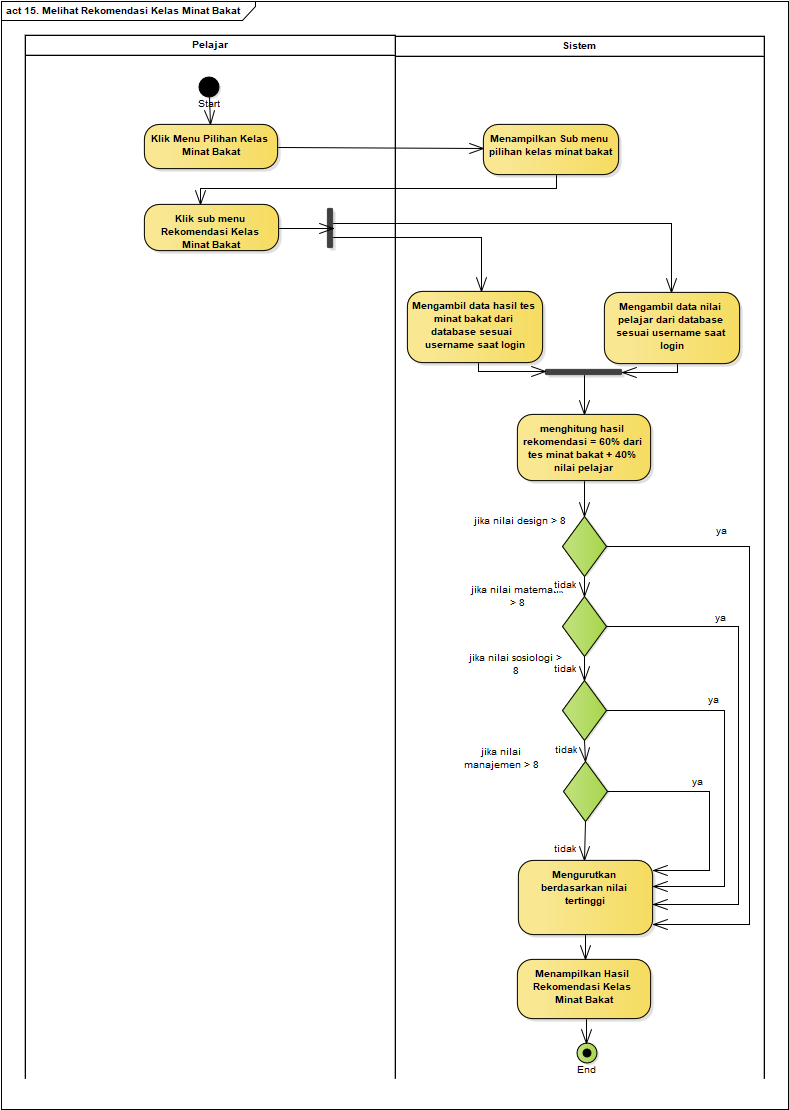 act 15. Melihat Rekomendasi Kelas Minat Bakat
Pelajar
Sistem
Start
Klik Menu Pilihan Kelas
Minat Bakat
Menampilkan Sub menu
pilihan kelas minat bakat
Klik sub menu
Rekomendasi Kelas
Minat Bakat
Mengambil data hasil tes
minat bakat dari
database sesuai
username saat login
Mengambil data nilai
pelajar dari database
sesuai username saat
login
menghitung hasil
rekomendasi = 60% dari
tes minat bakat + 40%
nilai pelajar
jika nilai design > 8
ya
tidak
jika nilai
> 8
ya
jika nilai sosiologi >
8
tidak
ya
jika nilai
manajemen > 8
tidak
ya
tidak
Mengurutkan
berdasarkan nilai
tertinggi
Menampilkan Hasil
Rekomendasi Kelas
Minat Bakat
End